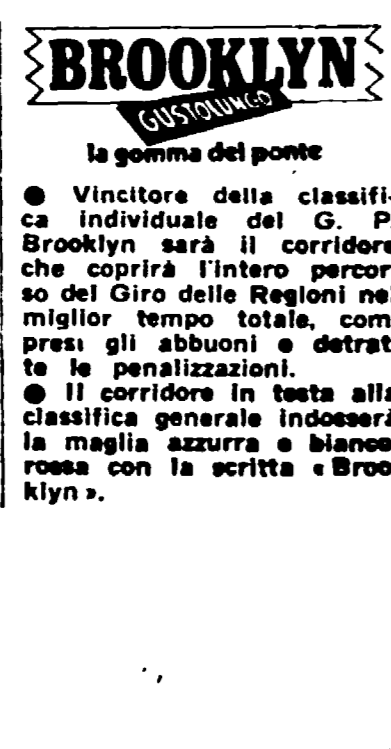 BROOKLYN
GUSTOLUNGO
la gomma del ponte
● Vincitore della classifi-
ca individuale del G. P.
Brooklyn sarà il corridore
che coprirà l'intero percor
so del Giro delle Regioni nel
miglior tempo totale, com
presi gli abbuoni e detrat
te le penalizzazioni.
● Il corridore in testa alla
classifica generale indosserà
la maglia azzurra e bianca
rossa con la scritta « Broo
klyn ».